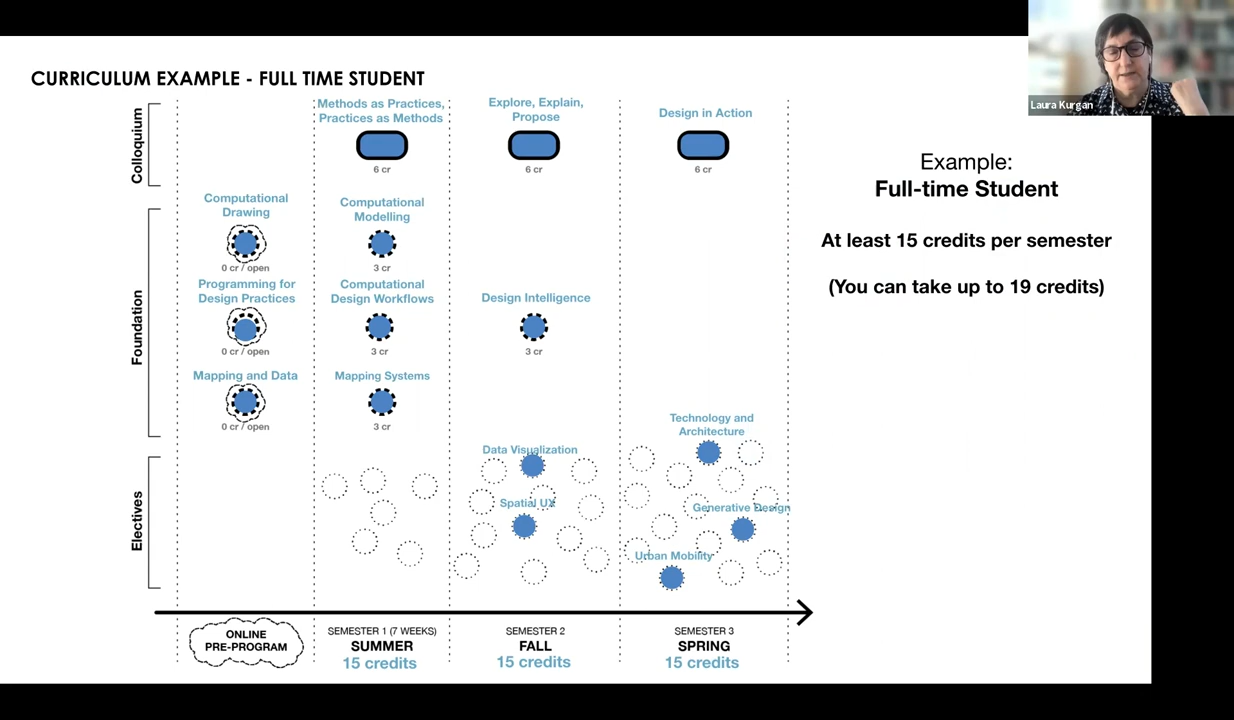 CURRICULUM EXAMPLE - FULL TIME STUDENT
Laura Kurgan
Colloquium
Methods as Practices,
Practices as Methods
6 cr
Explore, Explain,
Propose
6 cr
Design in Action
6 cr
Example:
Full-time Student
At least 15 credits per semester
(You can take up to 19 credits)
Foundation
Computational
Drawing
0 cr / open
Computational
Modelling
3 cr
Programming for
Design Practices
0 cr / open
Computational
Design Workflows
3 cr
Design Intelligence
3 cr
Mapping and Data
0 cr / open
Mapping Systems
3 cr
Electives
Data Visualization
Spatial UX
Technology and
Architecture
Generative Design
Urban Mobility
ONLINE
PRE-PROGRAM
SEMESTER 1 (7 WEEKS)
SUMMER
15 credits
SEMESTER 2
FALL
15 credits
SEMESTER 3
SPRING
15 credits